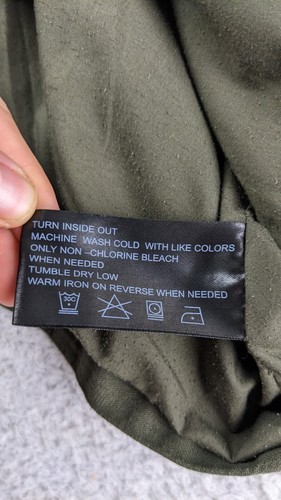 TURN INSIDE OUT
MACHINE WASH COLD WITH LIKE COLORS
ONLY NON –CHLORINE BLEACH
WHEN NEEDED
TUMBLE DRY LOW
WARM IRON ON REVERSE WHEN NEEDED